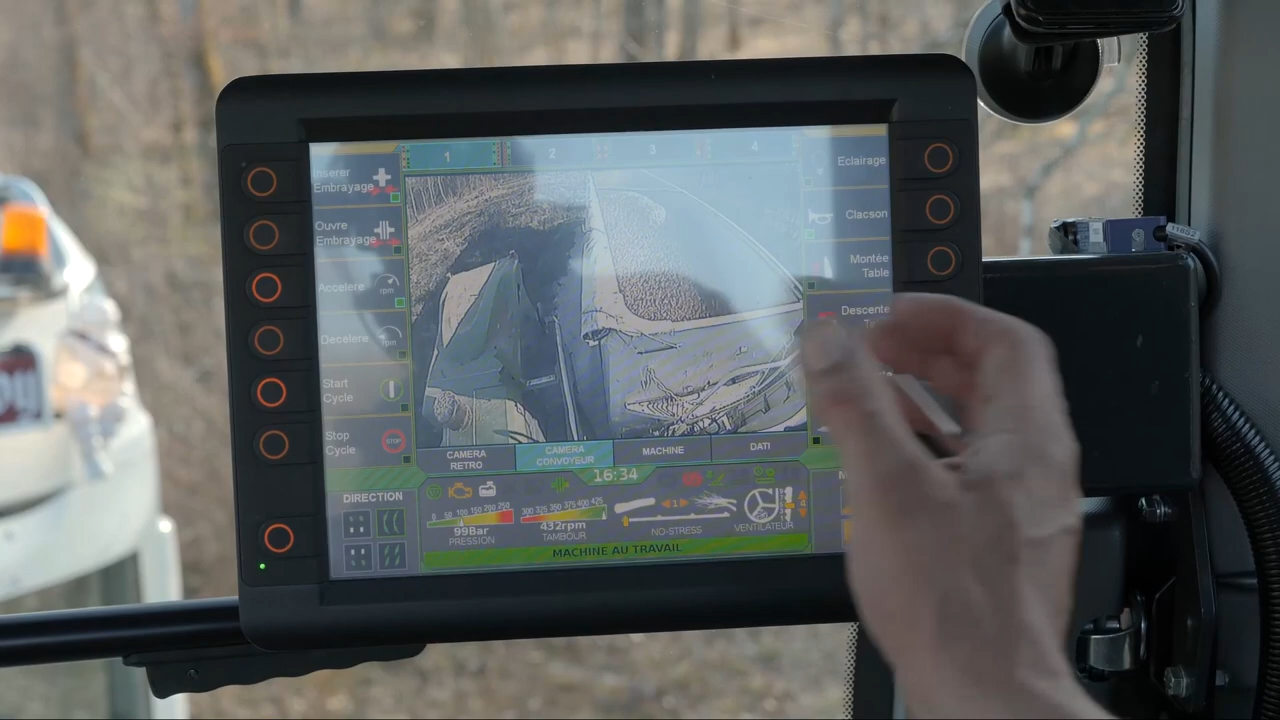 1 2 3 4
Inserer
Embrayage
Ouvre
Embrayage
Accelere
rpm
Decelere
rpm
Start
Cycle
Stop
Cycle
STOP
Eclairage
Clacson
Montée
Table
Descente
CAMERA
RETRO
CAMERA
CONVOYEUR
MACHINE
DATI
16:34
DIRECTION
0 50 100 150 200 250
99Bar
PRESSION
300 325 350 375 400 425
432rpm
TAMBOUR
1
NO-STRESS
VENTILATEUR
4
MACHINE AU TRAVAIL